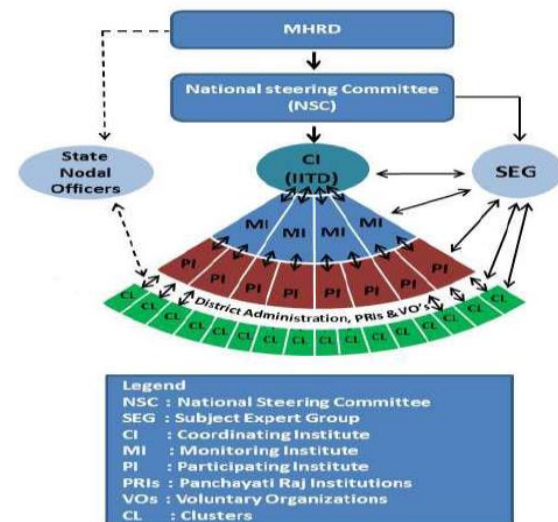 MHRD
National steering Committee
(NSC)
State
Nodal
Officers
CI
(IITD)
SEG
MI MI MI MI
PI PI PI PI PI PI PI PI
District Administration, PRIs & VO's
CL CL CL CL CL CL CL CL CL CL CL CL CL CL CL CL
Legend
NSC : National Steering Committee
SEG : Subject Expert Group
CI : Coordinating Institute
MI : Monitoring Institute
PI : Participating Institute
PRIs : Panchayati Raj Institutions
VOs : Voluntary Organizations
CL : Clusters